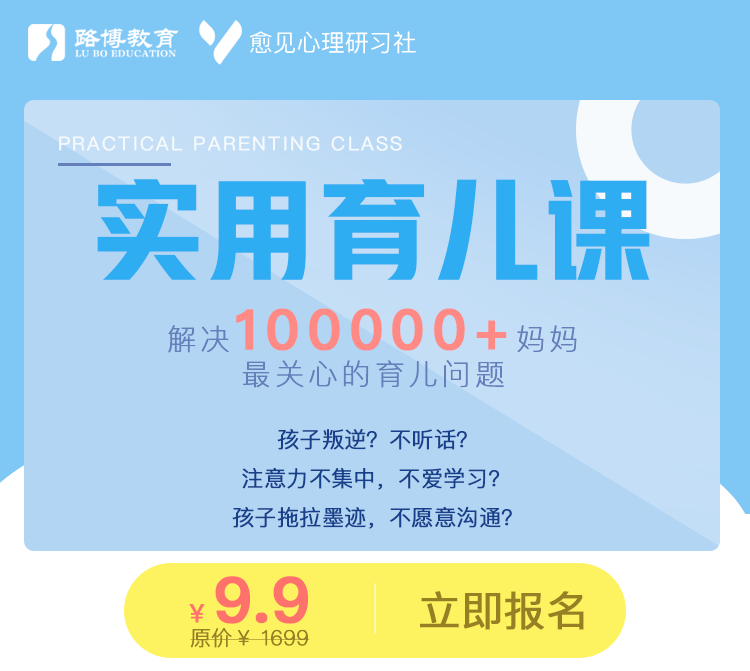 路博教育
LU BO EDUCATION
愈见心理研习社
PRACTICAL PARENTING CLASS
实用育儿课
解决100000+妈妈
最关心的育儿问题
孩子叛逆？不听话？
注意力不集中，不爱学习？
孩子拖拉墨迹，不愿意沟通？
¥9.9
原价¥ 1699
立即报名